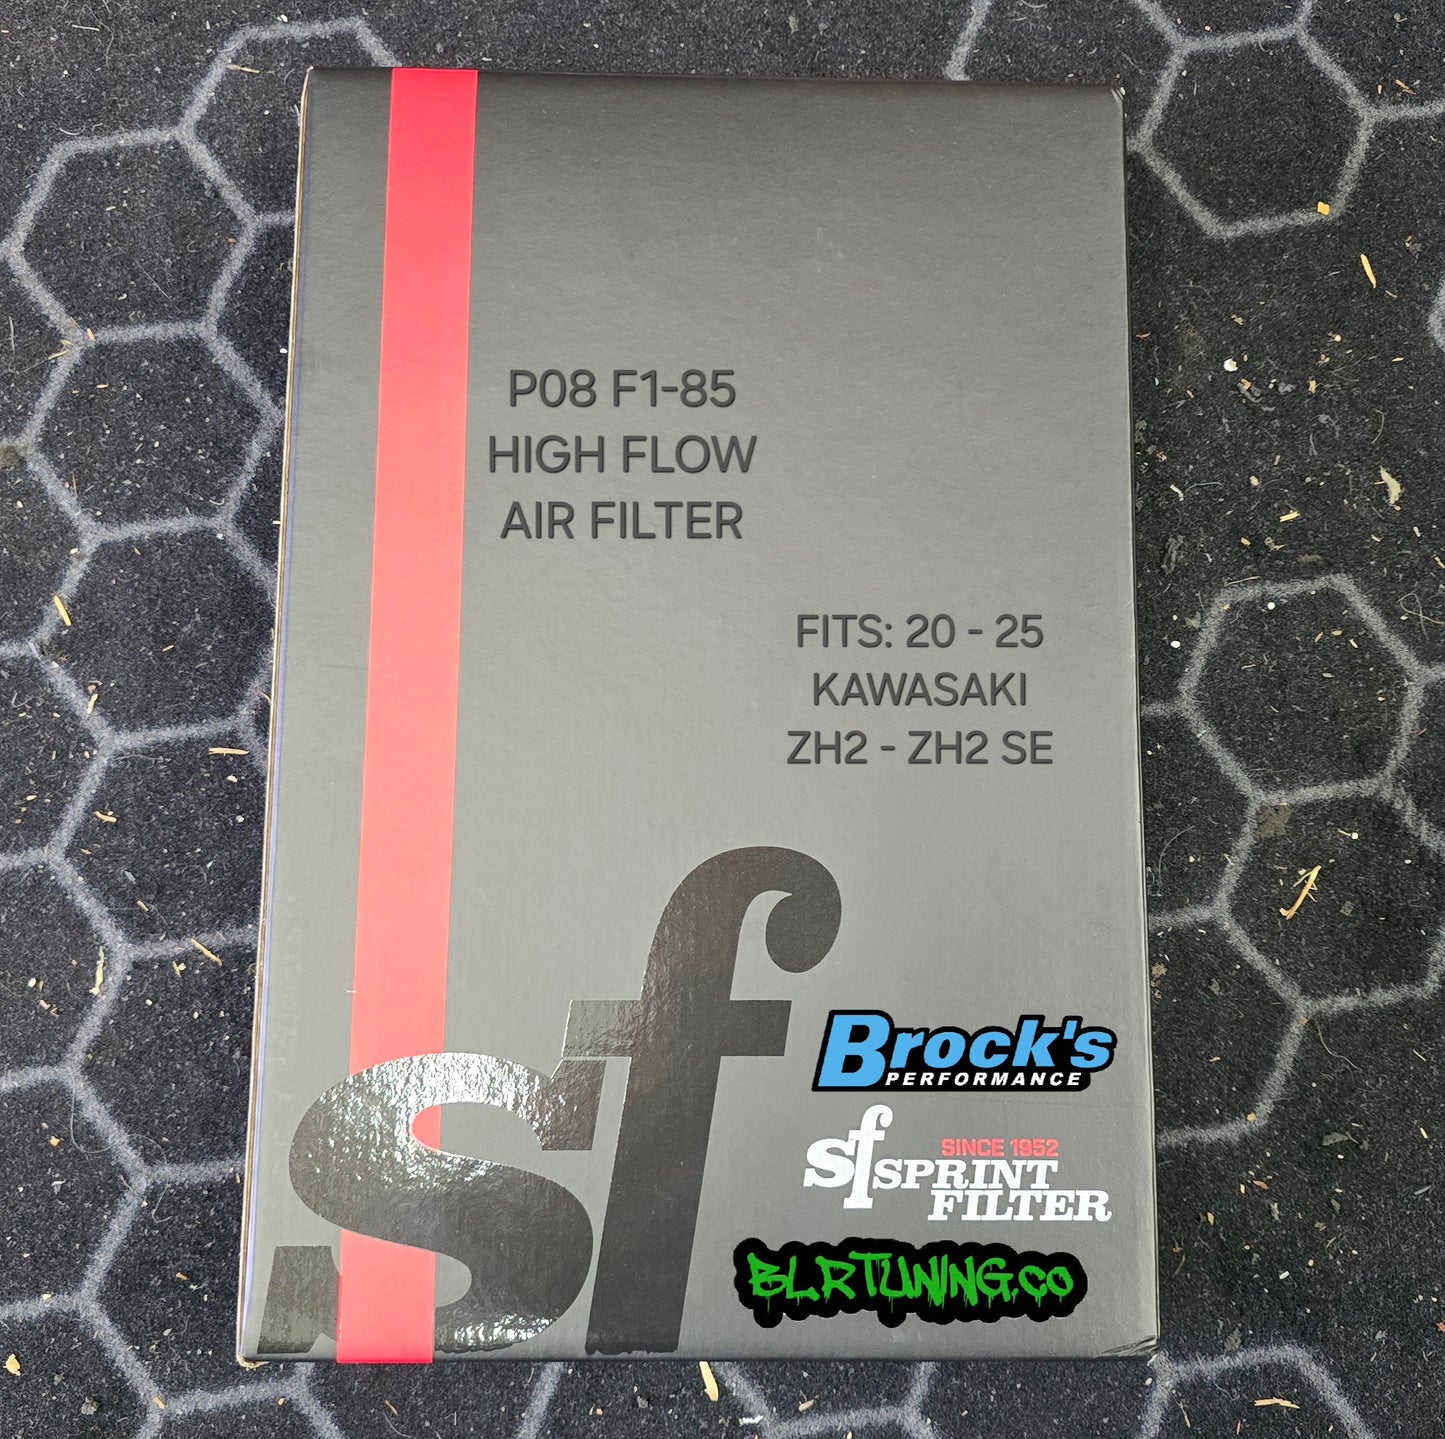 P08 F1-85
HIGH FLOW
AIR FILTER
FITS: 20 - 25
KAWASAKI
ZH2 - ZH2 SE
sf
Brock's
PERFORMANCE
sf
SINCE 1952
SPRINT
FILTER
BLRTUNING.CO